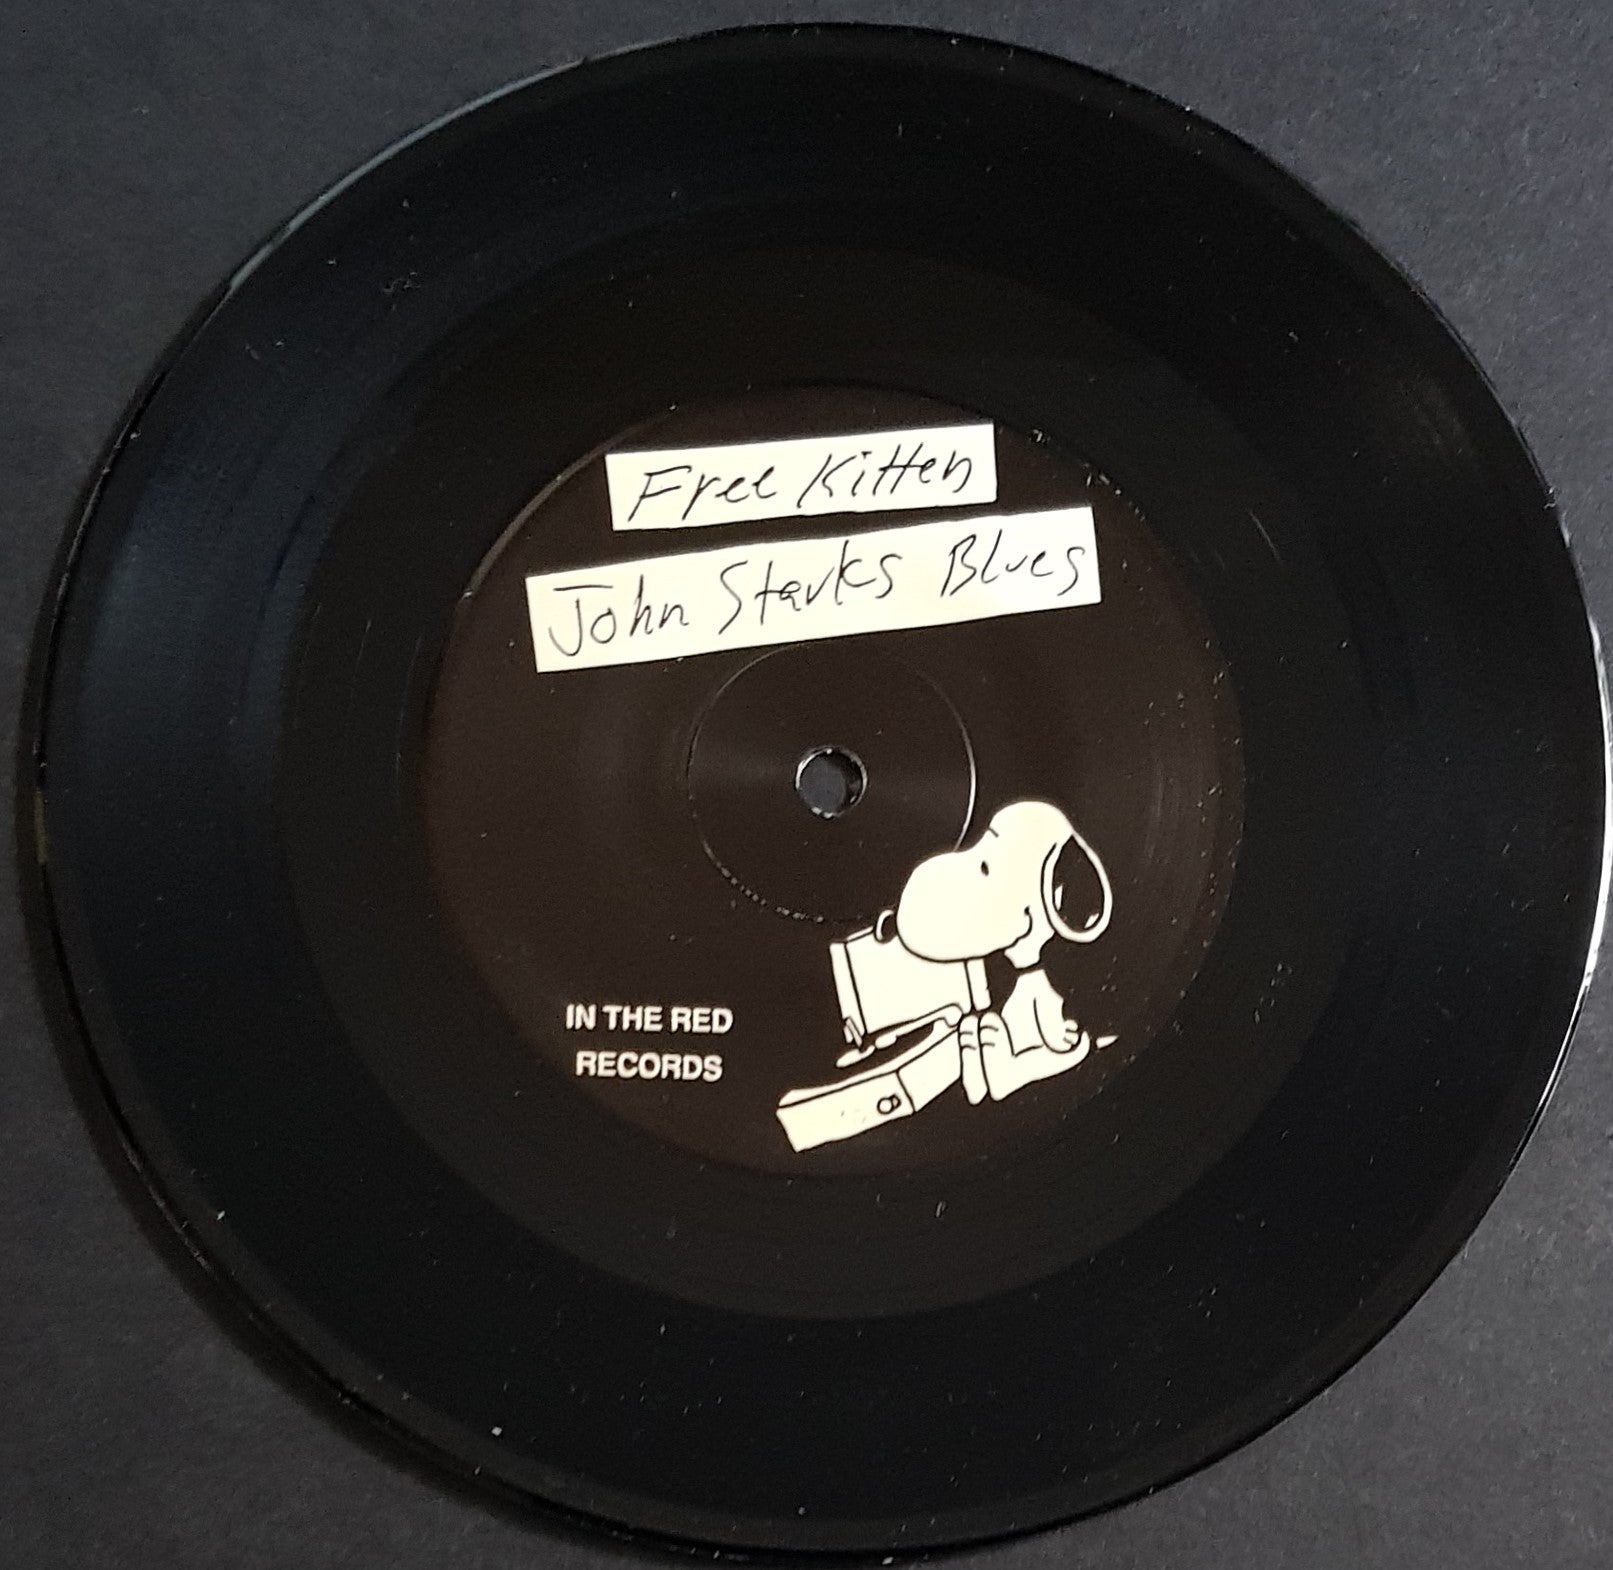 Free Kitten
John Starks Blues
IN THE RED
RECORDS